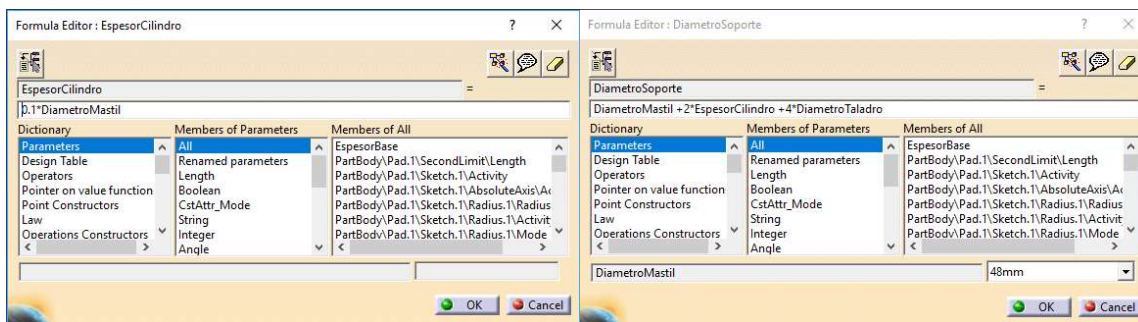 Formula Editor : EspesorCilindro ? ×
EspesorCilindro =
0.1*DiametroMastil
Dictionary Members of Parameters Members of All
Parameters All EspesorBase
Design Table Renamed parameters PartBody\Pad.1\SecondLimit\Length
Operators Length PartBody\Pad.1\Sketch.1\Activity
Pointer on value function Boolean PartBody\Pad.1\Sketch.1\AbsoluteAxis\Ac
Point Constructors CstAttr_Mode PartBody\Pad.1\Sketch.1\Radius.1\Radius
Law String PartBody\Pad.1\Sketch.1\Radius.1\Activit
Operations Constructors Integer PartBody\Pad.1\Sketch.1\Radius.1\Mode
Angle
OK Cancel
Formula Editor : DiametroSoporte ? ×
DiametroSoporte =
DiametroMastil +2*EspesorCilindro +4*DiametroTaladro
Dictionary Members of Parameters Members of All
Parameters All EspesorBase
Design Table Renamed parameters PartBody\Pad.1\SecondLimit\Length
Operators Length PartBody\Pad.1\Sketch.1\Activity
Pointer on value function Boolean PartBody\Pad.1\Sketch.1\AbsoluteAxis\Ac
Point Constructors CstAttr_Mode PartBody\Pad.1\Sketch.1\Radius.1\Radius
Law String PartBody\Pad.1\Sketch.1\Radius.1\Activit
Operations Constructors Integer PartBody\Pad.1\Sketch.1\Radius.1\Mode
Angle
DiametroMastil 48mm
OK Cancel